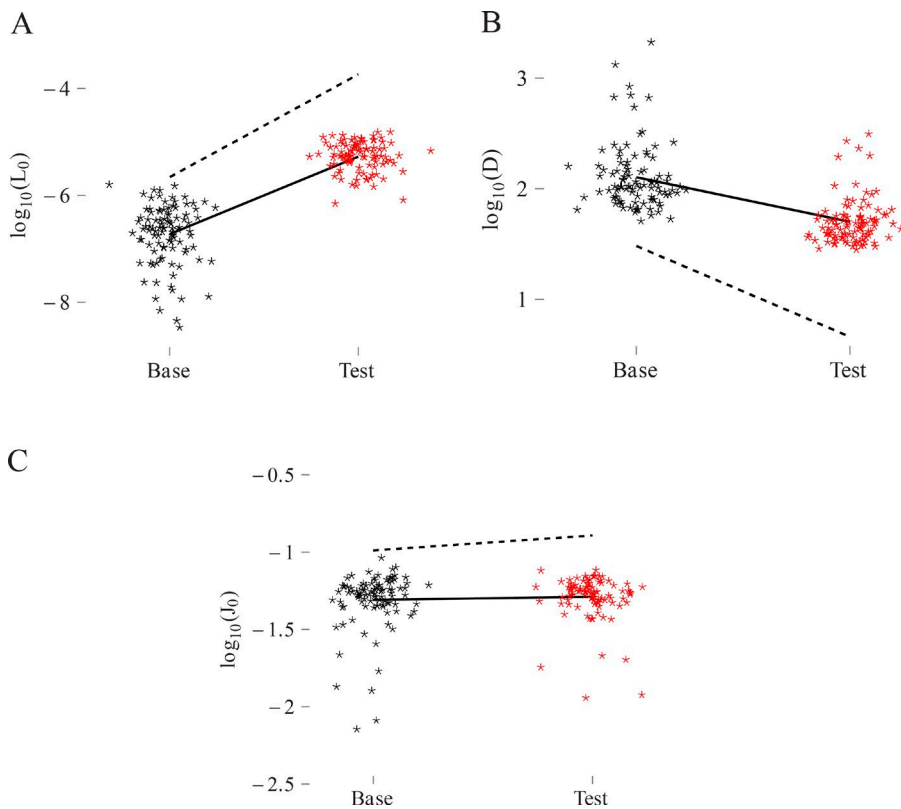 A
log10(L0)
−4
−6
−8
Base
Test
B
log10(D)
3
2
1
Base
Test
C
log10(J0)
−0.5
−1
−1.5
−2
−2.5
Base
Test